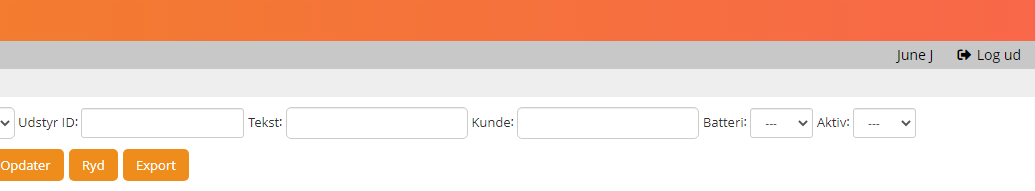 June J Log ud
Udstyr ID: Tekst: Kunde: Batteri: --- Aktiv: ---
Opdater Ryd Export